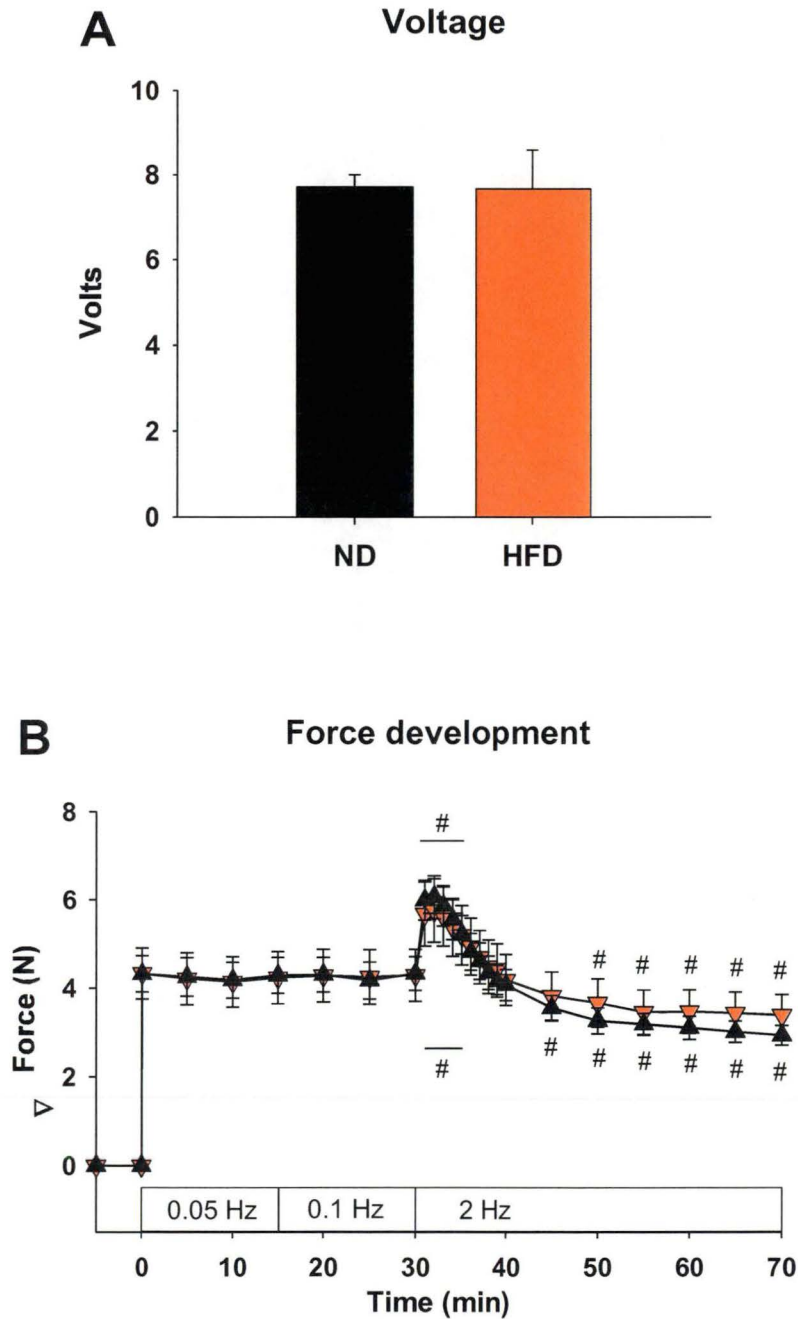 A
Voltage
10
8
6
4
2
0
Volts
ND
HFD
B
Force development
8
6
4
2
0
∇ Force (N)
#
# # # # #
# # # # # #
#
0.05 Hz
0.1 Hz
2 Hz
0 10 20 30 40 50 60 70
Time (min)